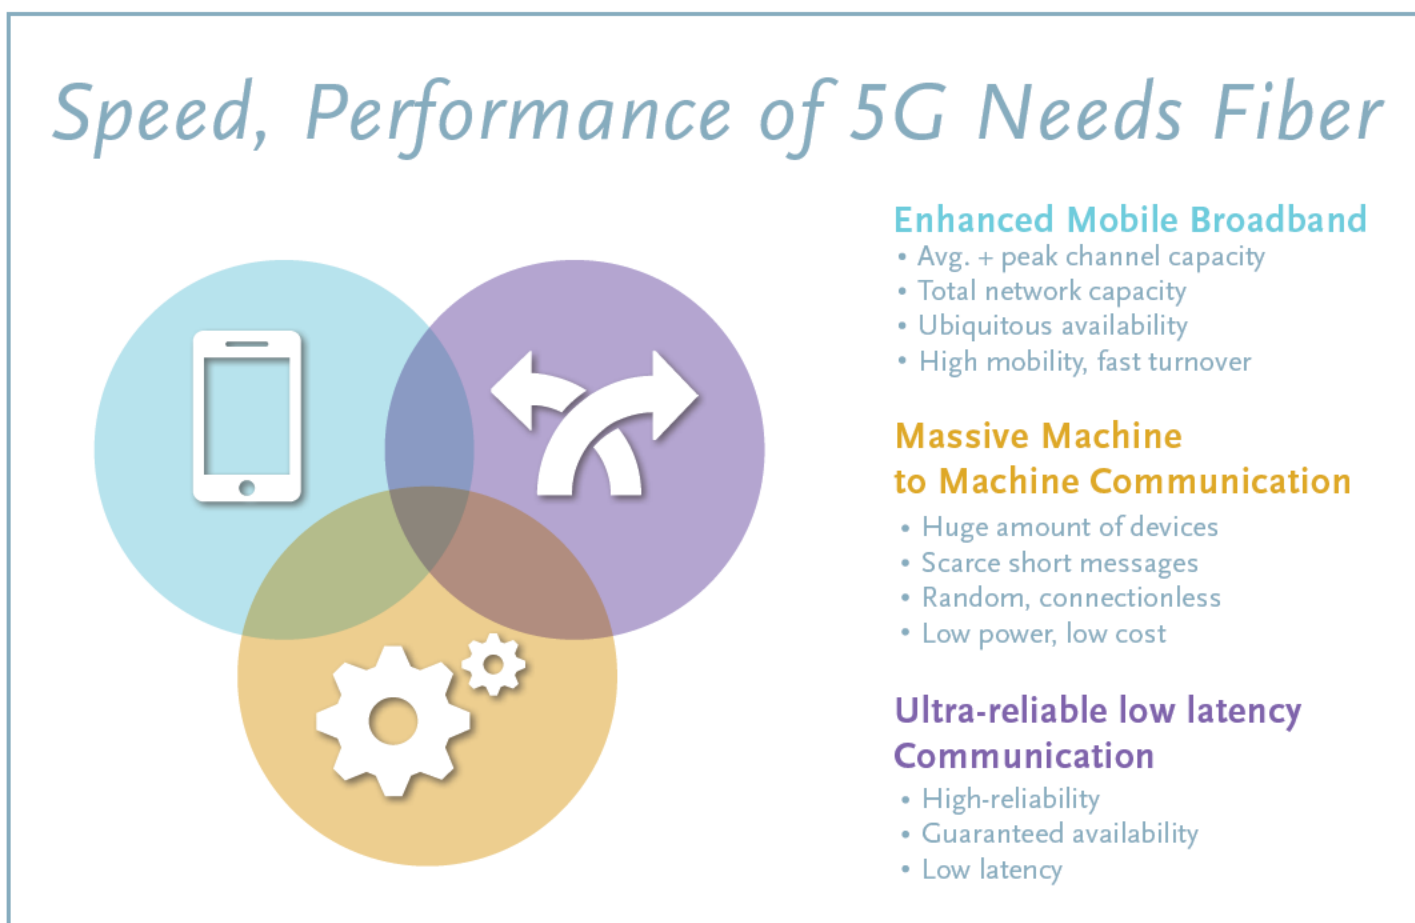 Speed, Performance of 5G Needs Fiber
Enhanced Mobile Broadband
• Avg. + peak channel capacity
• Total network capacity
• Ubiquitous availability
• High mobility, fast turnover
Massive Machine
to Machine Communication
• Huge amount of devices
• Scarce short messages
• Random, connectionless
• Low power, low cost
Ultra-reliable low latency
Communication
• High-reliability
• Guaranteed availability
• Low latency